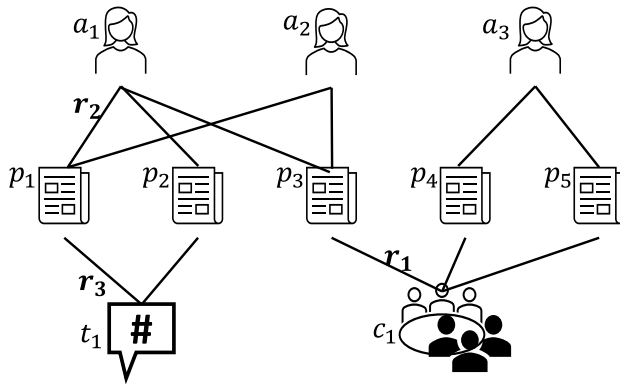 a₁ a₂ a₃
r₂
p₁ p₂ p₃ p₄ p₅
r₃ r₁
t₁ # c₁